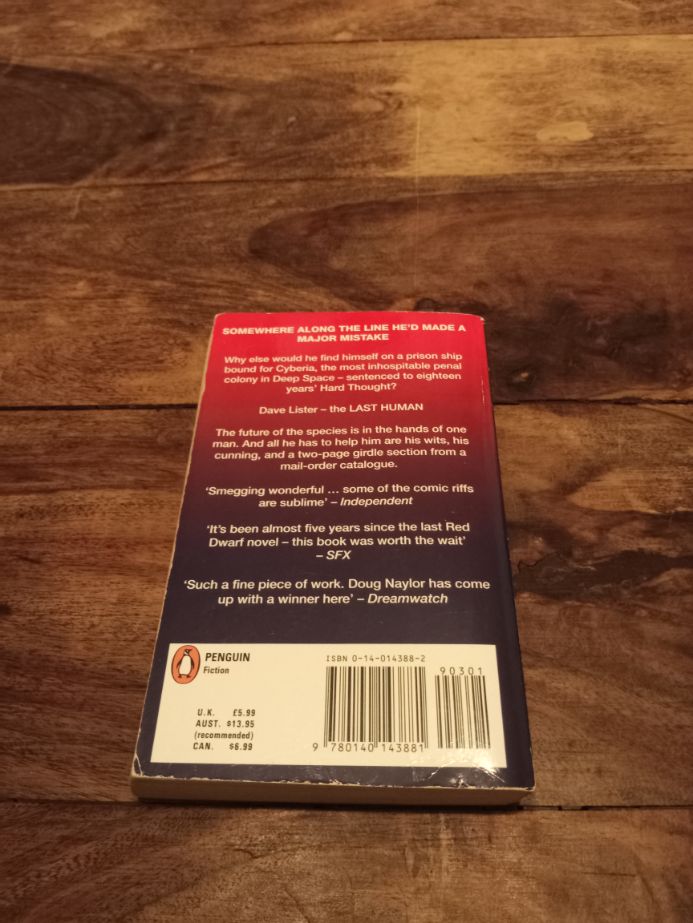 SOMEWHERE ALONG THE LINE HE'D MADE A
MAJOR MISTAKE
Why else would he find himself on a prison ship
bound for Cyberia, the most inhospitable penal
colony in Deep Space – sentenced to eighteen
years' Hard Thought?
Dave Lister – the LAST HUMAN
The future of the species is in the hands of one
man. And all he has to help him are his wits, his
cunning, and a two-page girdle section from a
mail-order catalogue.
'Smegging wonderful ... some of the comic riffs
are sublime' – Independent
'It's been almost five years since the last Red
Dwarf novel – this book was worth the wait'
– SFX
'Such a fine piece of work. Doug Naylor has come
up with a winner here' – Dreamwatch
PENGUIN
Fiction
U.K. £5.99
AUST. $13.95
(recommended)
CAN. $6.99
ISBN 0-14-014388-2
90301
9 780140 143881